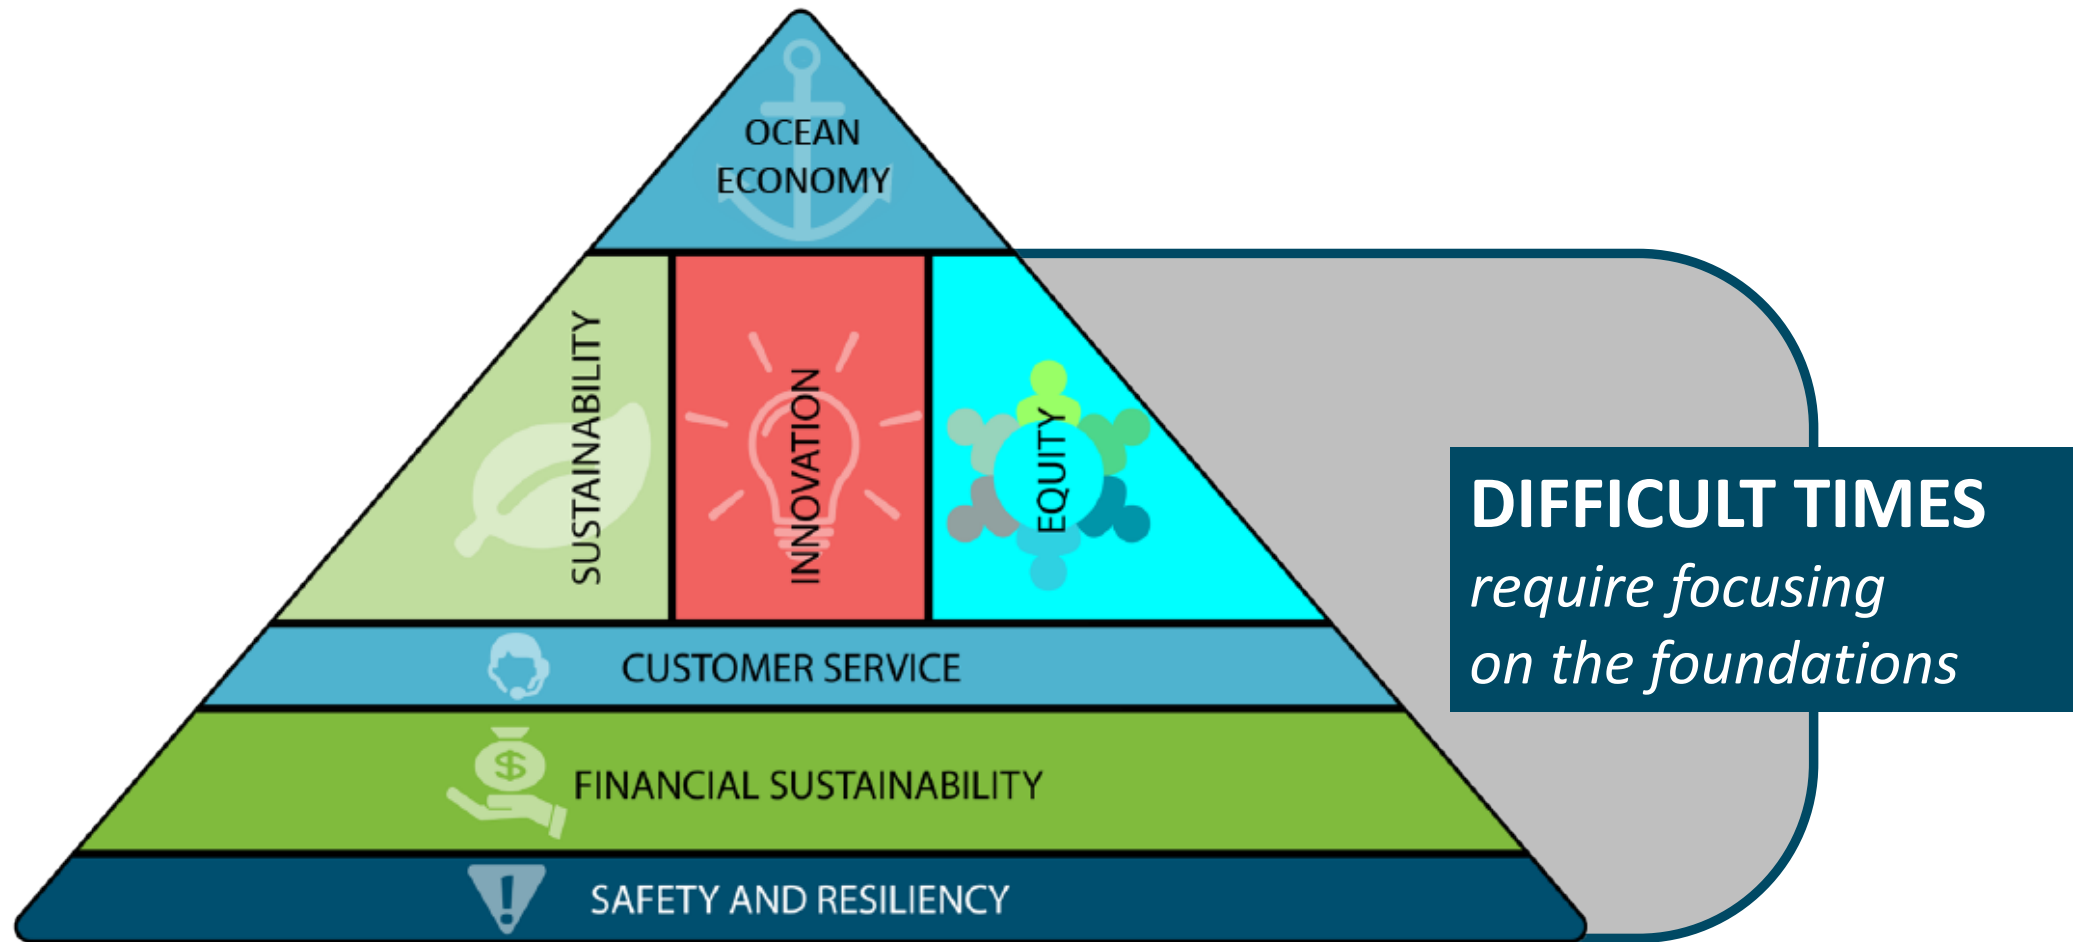 OCEAN
ECONOMY
SUSTAINABILITY
INNOVATION
EQUITY
CUSTOMER SERVICE
$
FINANCIAL SUSTAINABILITY
!
SAFETY AND RESILIENCY
DIFFICULT TIMES
require focusing
on the foundations